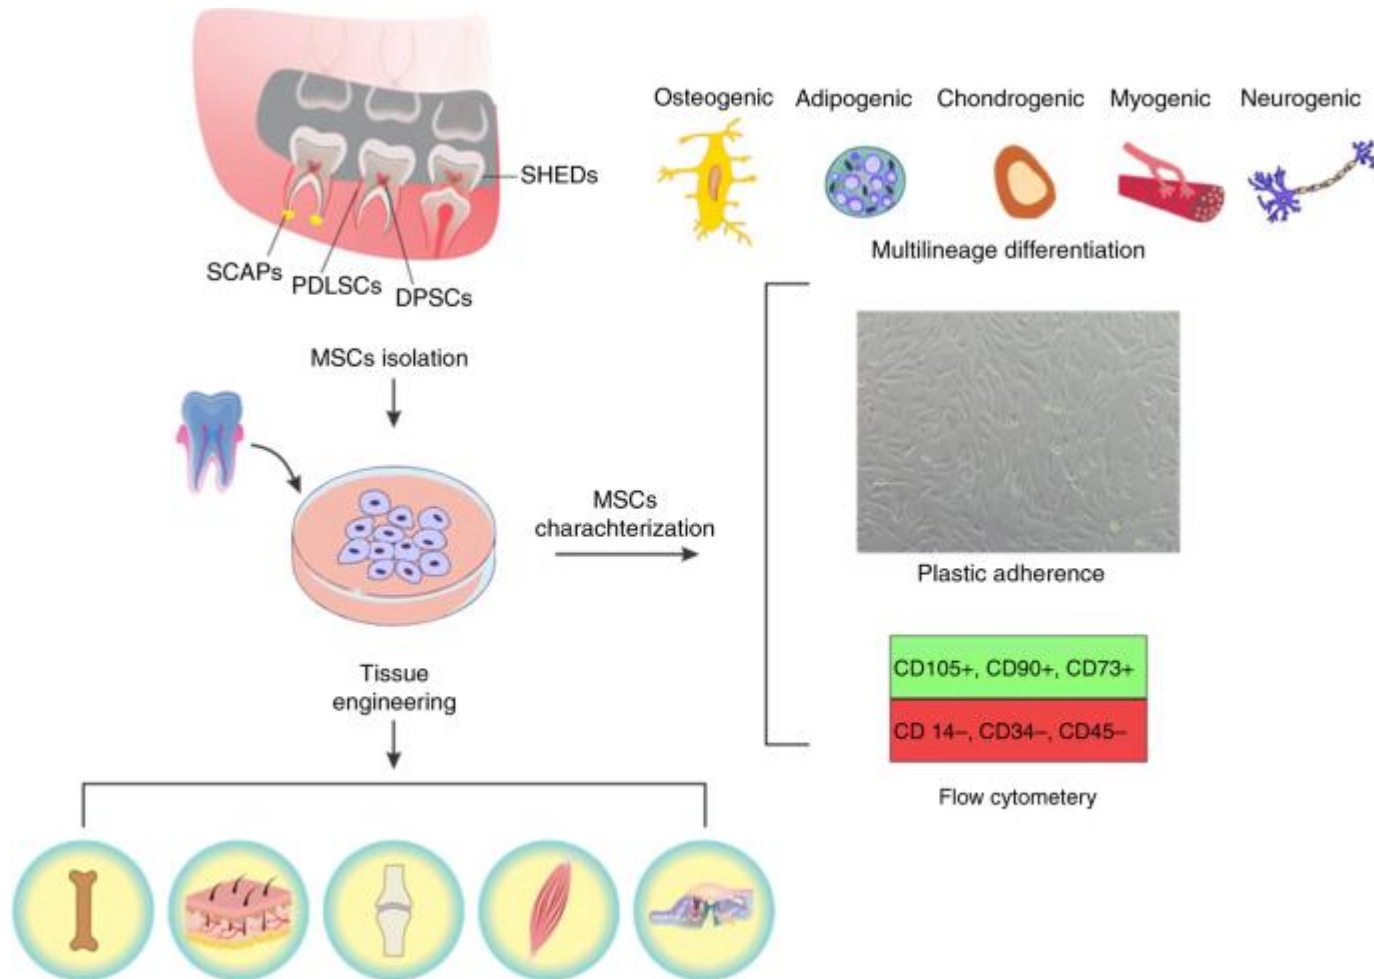 Osteogenic Adipogenic Chondrogenic Myogenic Neurogenic
SHEDs
SCAPs
PDLSCs
DPSCs
Multilineage differentiation
MSCs isolation
MSCs
charachterization
Plastic adherence
CD105+, CD90+, CD73+
CD 14–, CD34–, CD45–
Flow cytometery
Tissue
engineering